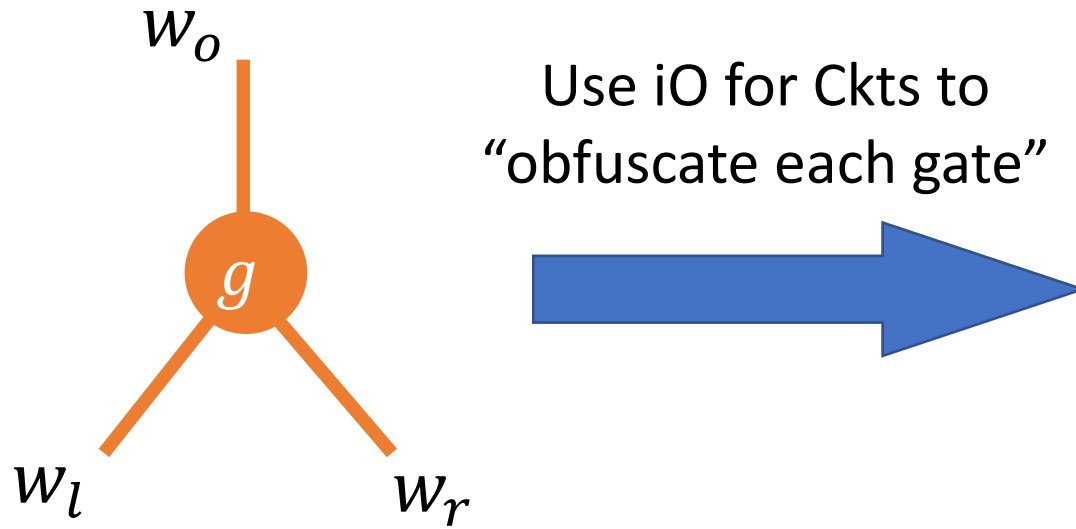 w_o
Use iO for Ckts to
“obfuscate each gate”
g
w_l
w_r